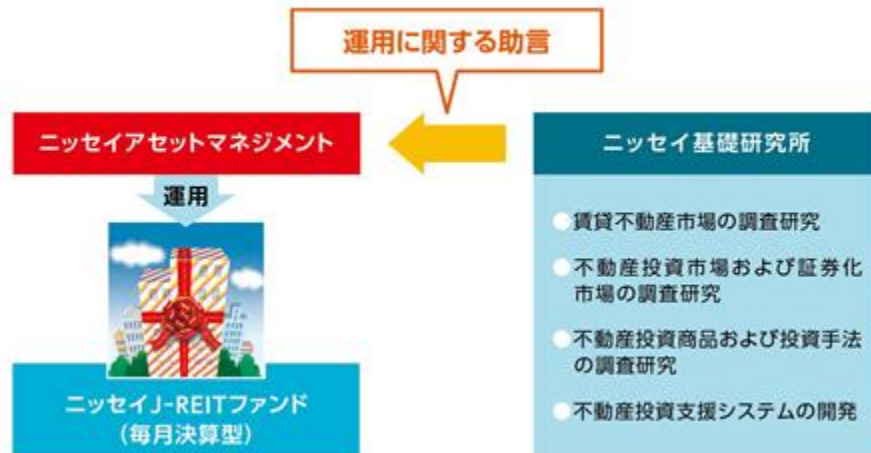 運用に関する助言
ニッセイアセットマネジメント
運用
ニッセイJ-REITファンド
(毎月決算型)
ニッセイ基礎研究所
賃貸不動産市場の調査研究
不動産投資市場および証券化
市場の調査研究
不動産投資商品および投資手法
の調査研究
不動産投資支援システムの開発